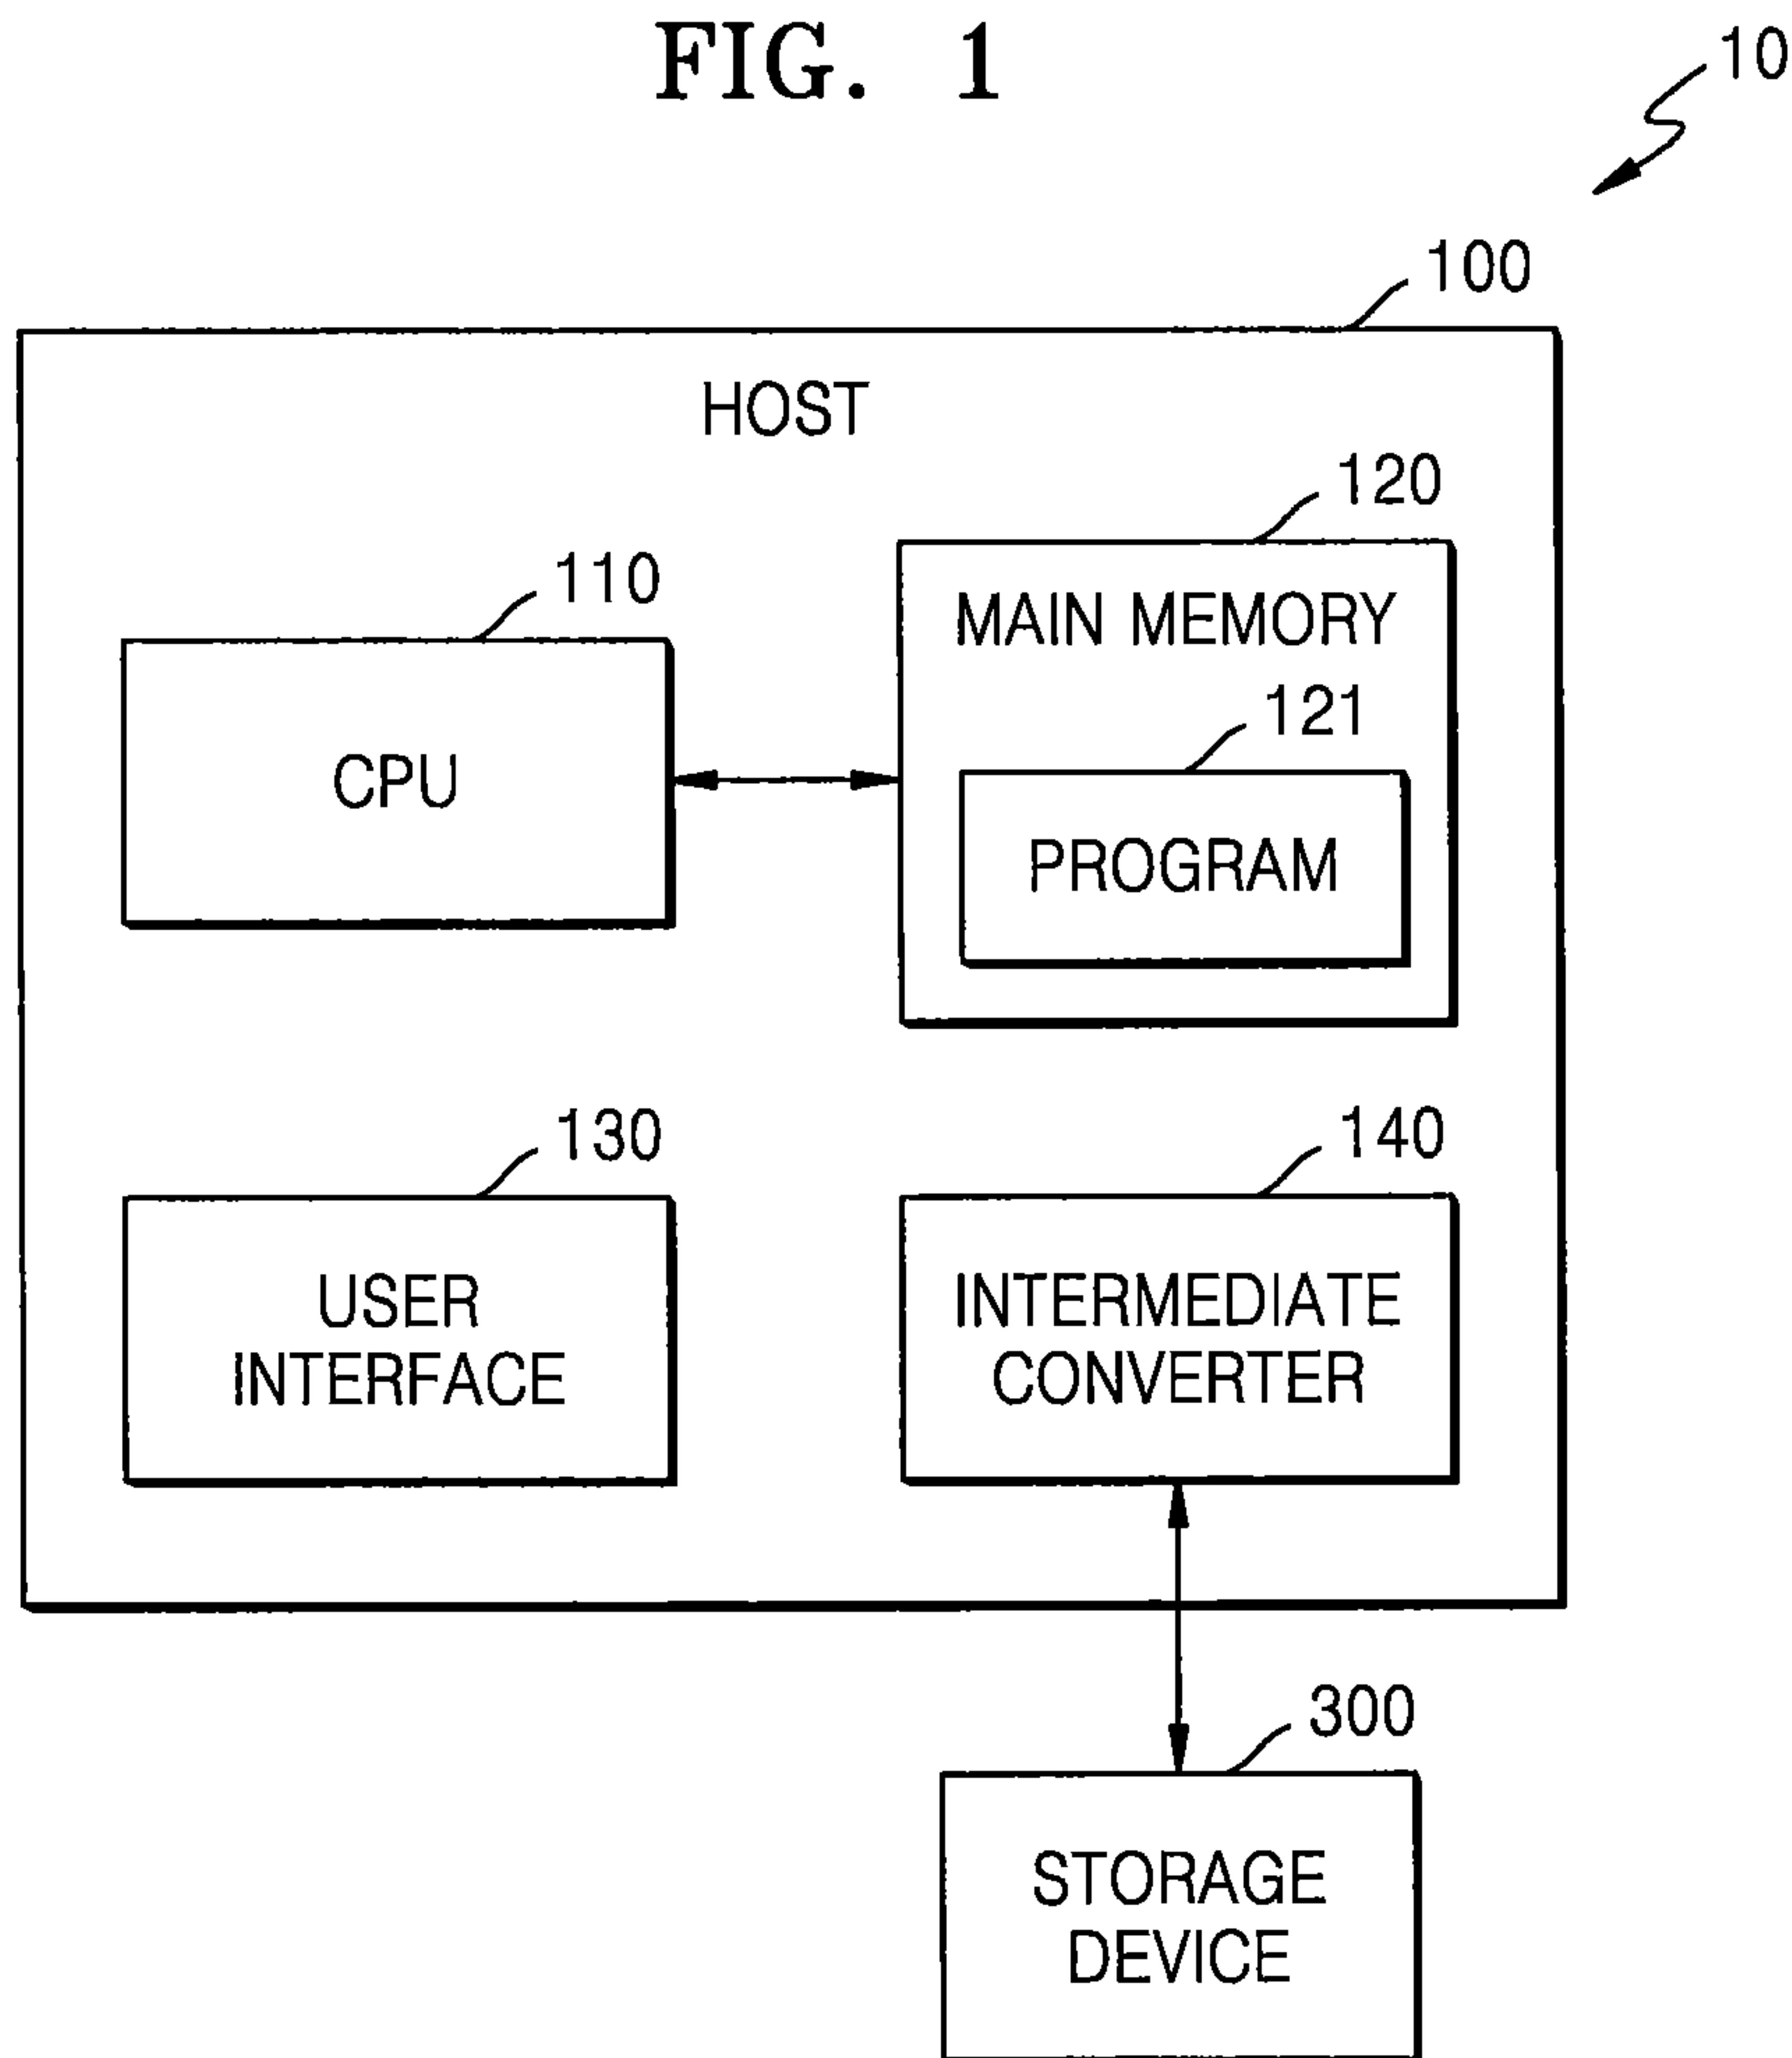 FIG. 1
10
100
HOST
120
110
MAIN MEMORY
121
CPU
PROGRAM
130
140
USER
INTERFACE
INTERMEDIATE
CONVERTER
300
STORAGE
DEVICE